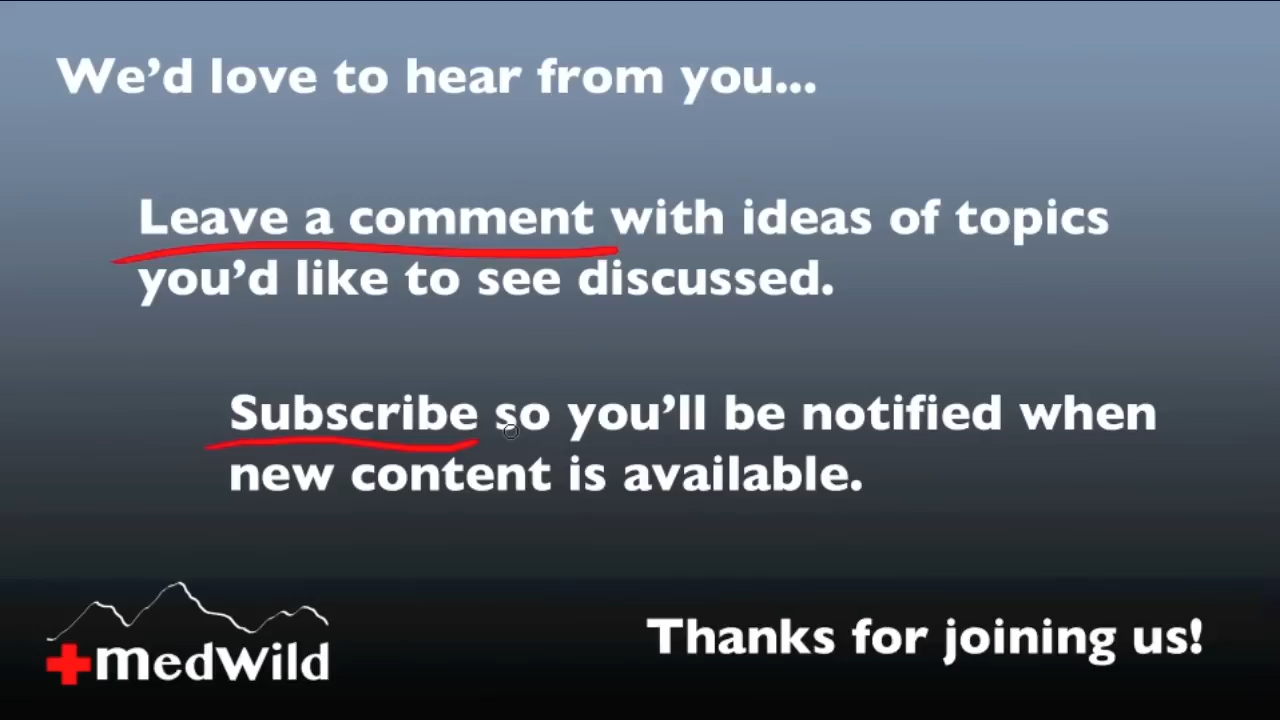 We'd love to hear from you...
Leave a comment with ideas of topics
you'd like to see discussed.
Subscribe so you'll be notified when
new content is available.
medwild
Thanks for joining us!